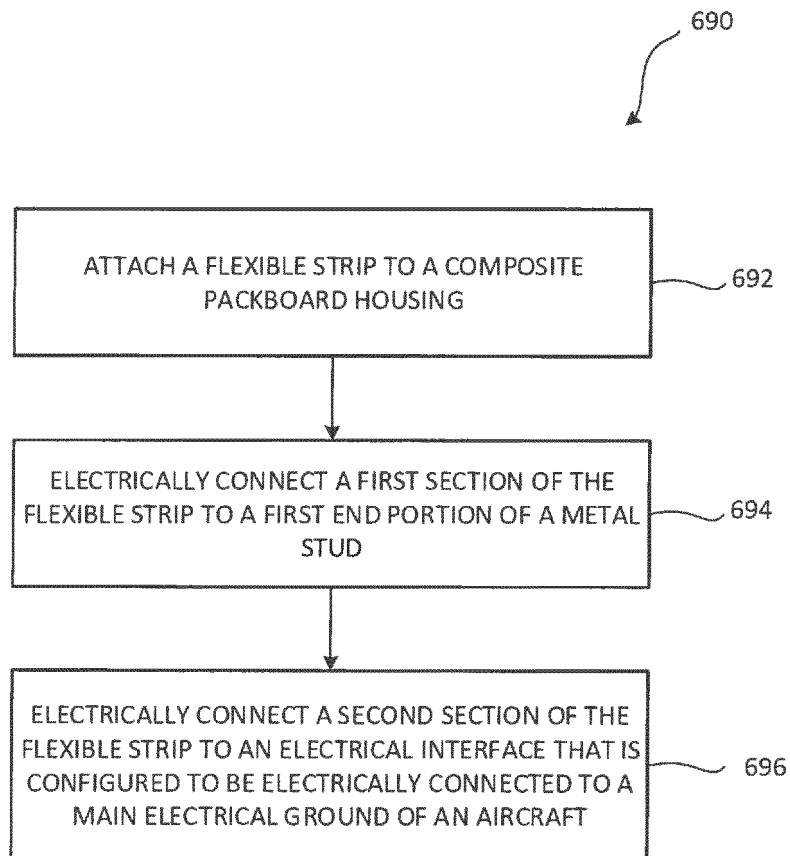 690
ATTACH A FLEXIBLE STRIP TO A COMPOSITE
PACKBOARD HOUSING
692
ELECTRICALLY CONNECT A FIRST SECTION OF THE
FLEXIBLE STRIP TO A FIRST END PORTION OF A METAL
STUD
694
ELECTRICALLY CONNECT A SECOND SECTION OF THE
FLEXIBLE STRIP TO AN ELECTRICAL INTERFACE THAT IS
CONFIGURED TO BE ELECTRICALLY CONNECTED TO A
MAIN ELECTRICAL GROUND OF AN AIRCRAFT
696